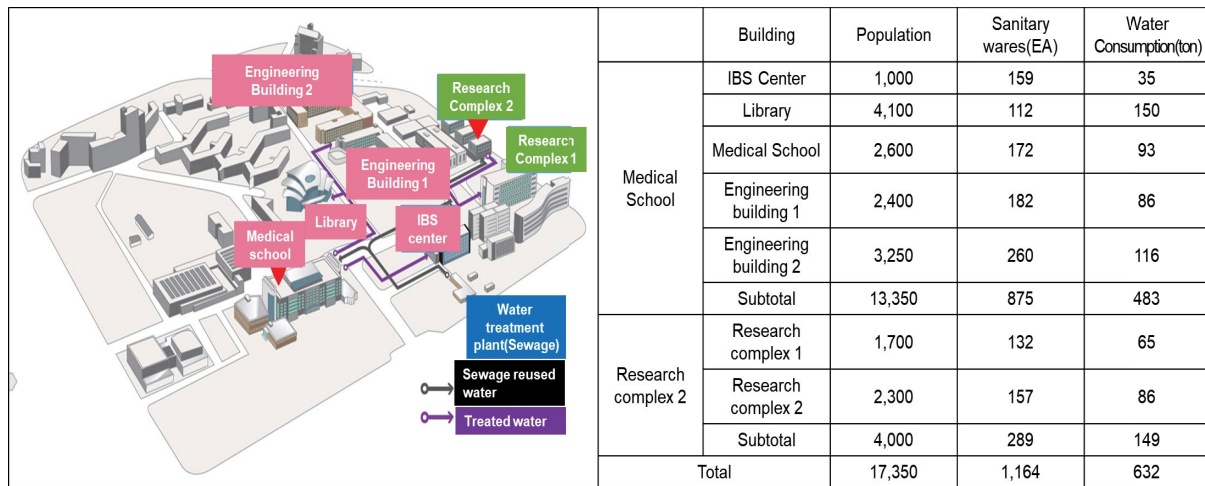 Engineering
Building 2
Research
Complex 2
Research
Complex 1
Engineering
Building 1
Library
IBS
center
Medical
school
Water
treatment
plant(Sewage)
Sewage reused
water
Treated water
Building Population Sanitary wares(EA) Water Consumption(ton)
Medical School
IBS Center 1,000 159 35
Library 4,100 112 150
Medical School 2,600 172 93
Engineering building 1 2,400 182 86
Engineering building 2 3,250 260 116
Subtotal 13,350 875 483
Research complex 2
Research complex 1 1,700 132 65
Research complex 2 2,300 157 86
Subtotal 4,000 289 149
Total 17,350 1,164 632